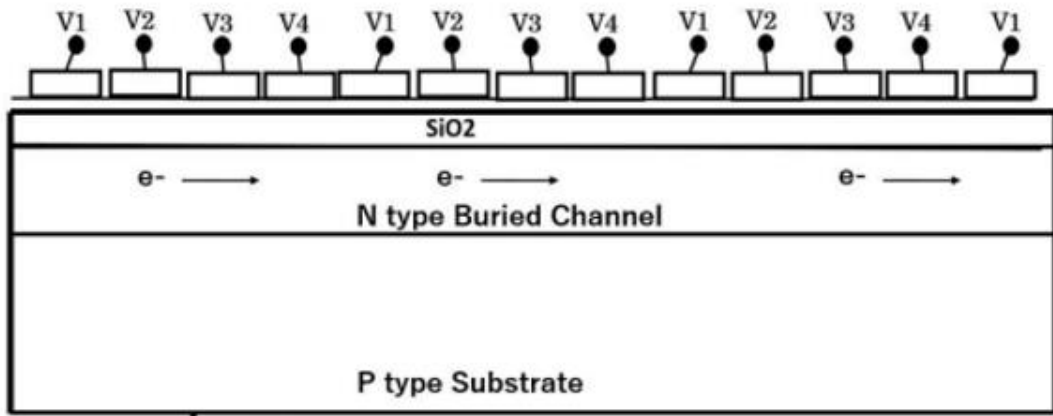 V1 V2 V3 V4 V1 V2 V3 V4 V1 V2 V3 V4 V1
SiO2
e- e- e-
N type Buried Channel
P type Substrate